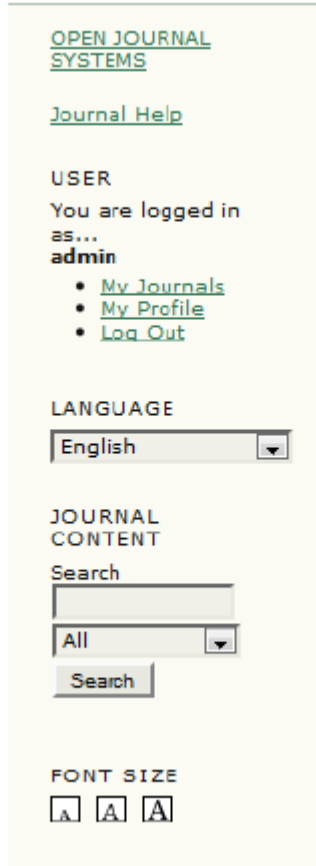 OPEN JOURNAL
SYSTEMS
Journal Help
USER
You are logged in
as...
admin
My Journals
My Profile
Log Out
LANGUAGE
English
JOURNAL
CONTENT
Search
All
Search
FONT SIZE
A A A